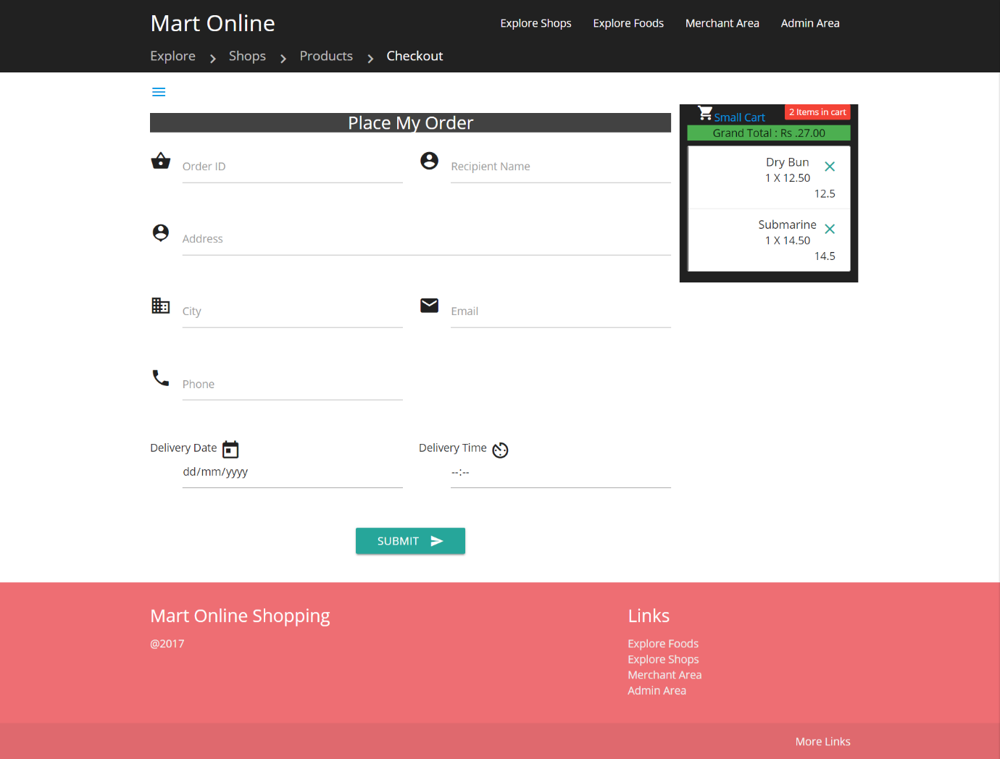 Mart Online
Explore Shops Explore Foods Merchant Area Admin Area
Explore Shops Products Checkout
Place My Order
Order ID Recipient Name
Address
City Email
Phone
Delivery Date Delivery Time
dd/mm/yyyy --:--
SUBMIT
Small Cart 2 Items in cart
Grand Total : Rs .27.00
Dry Bun
1 X 12.50
12.5
Submarine
1 X 14.50
14.5
Mart Online Shopping
@2017
Links
Explore Foods
Explore Shops
Merchant Area
Admin Area
More Links